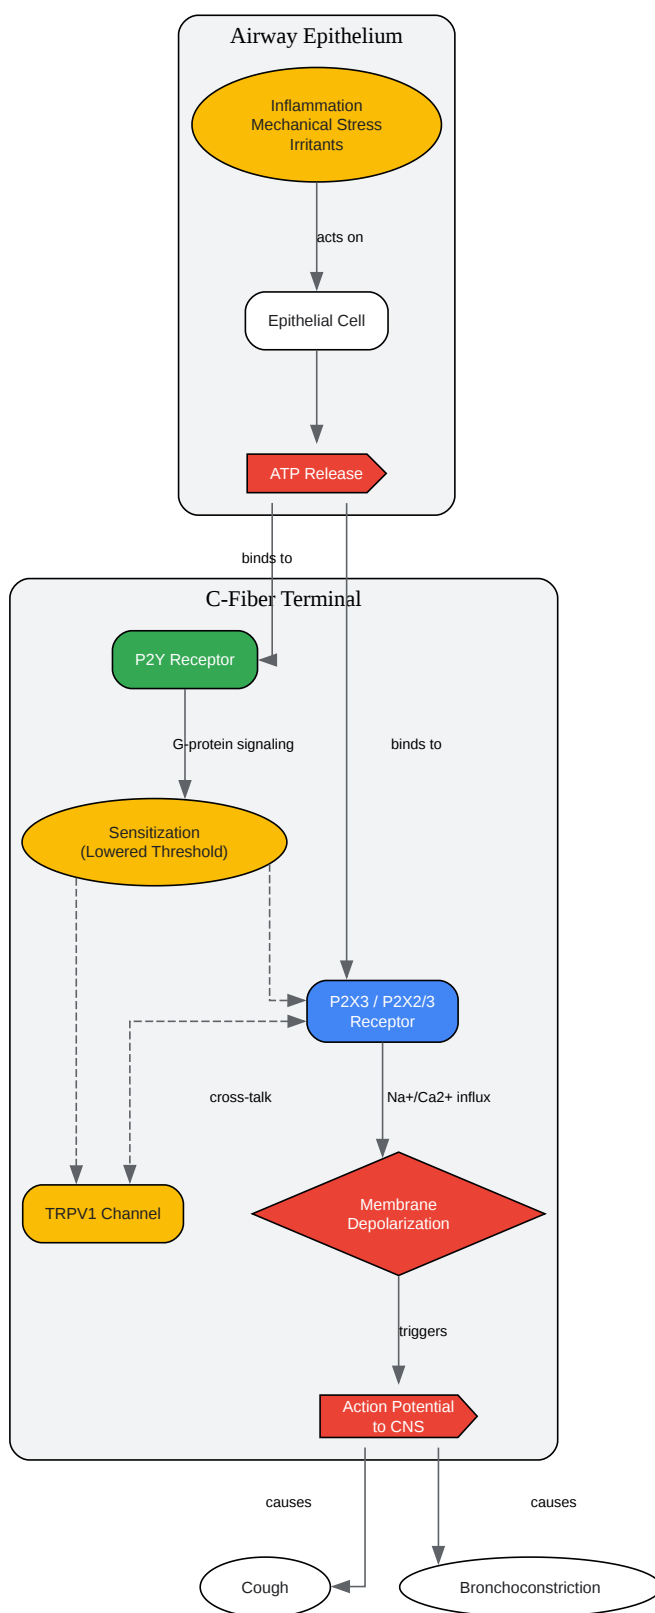 Airway Epithelium
Inflammation
Mechanical Stress
Irritants
acts on
Epithelial Cell
ATP Release
binds to
C-Fiber Terminal
P2Y Receptor
G-protein signaling
binds to
Sensitization
(Lowered Threshold)
P2X3 / P2X2/3
Receptor
cross-talk
Na+/Ca2+ influx
TRPV1 Channel
Membrane
Depolarization
triggers
Action Potential
to CNS
causes
causes
Cough
Bronchoconstriction